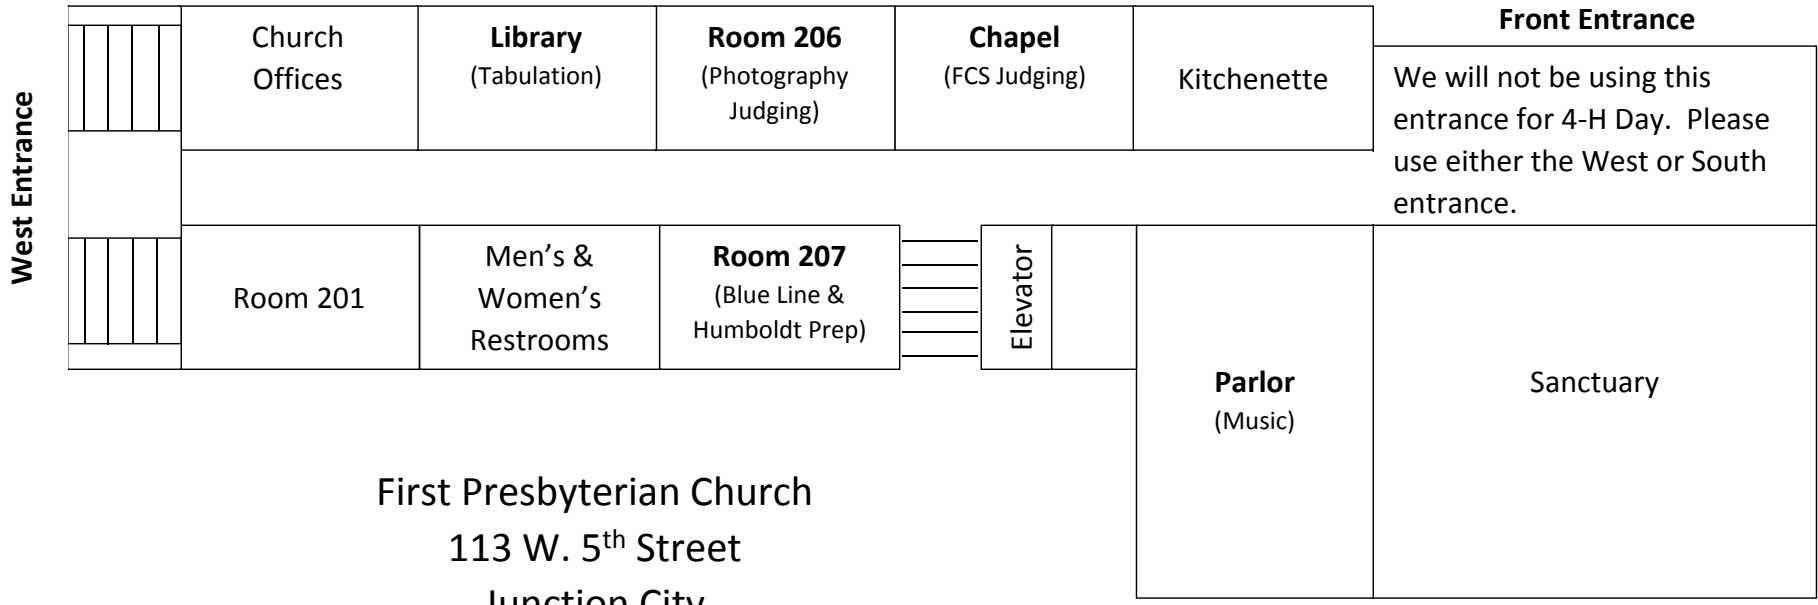 West Entrance
Church
Offices
Library
(Tabulation)
Room 206
(Photography
Judging)
Chapel
(FCS Judging)
Kitchenette
Front Entrance
We will not be using this
entrance for 4-H Day.  Please
use either the West or South
entrance.
Room 201
Men’s &
Women’s
Restrooms
Room 207
(Blue Line &
Humboldt Prep)
Elevator
Parlor
(Music)
Sanctuary
First Presbyterian Church
113 W. 5th Street
Junction City